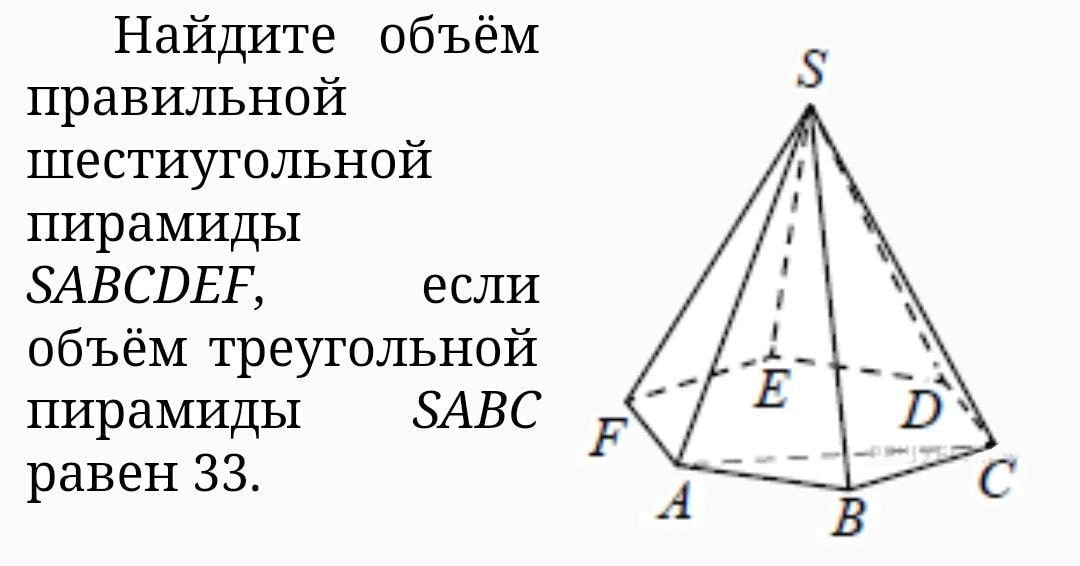 Найдите объём
правильной
шестиугольной
пирамиды
SABCDEF, если
объём треугольной
пирамиды SABC
равен 33.
S
E
D
F
C
A
B